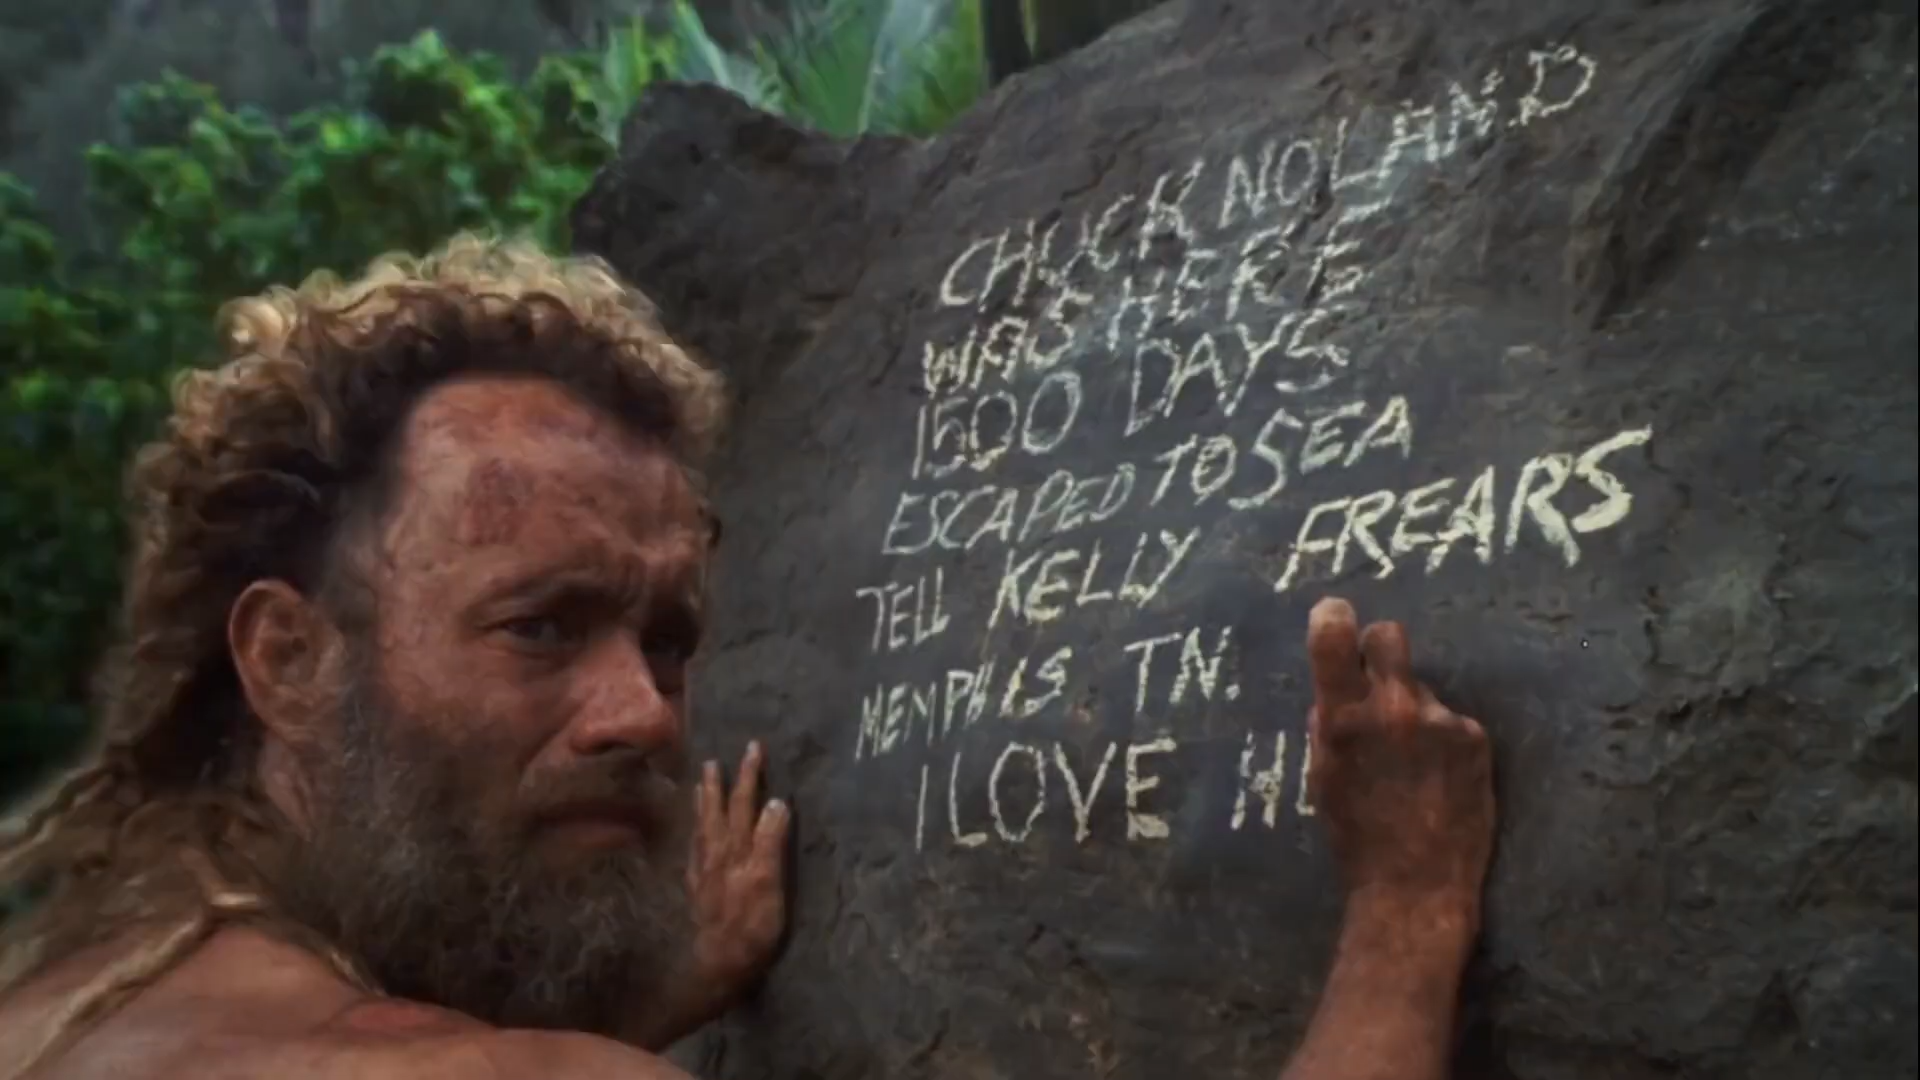 CHUCK NOLAND
WAS HERE
1500 DAYS
ESCAPED TO SEA
TELL KELLY FREARS
MEMPHIS TN.
I LOVE